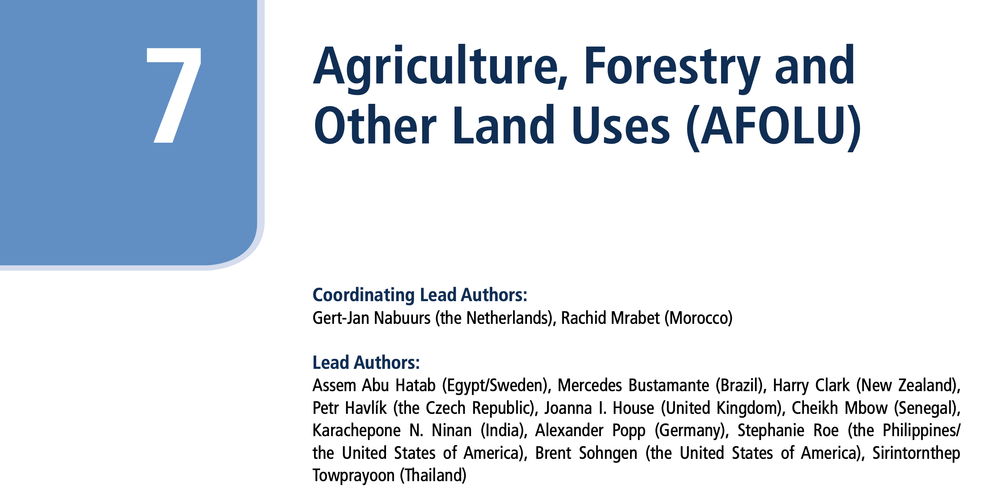 7
Agriculture, Forestry and
Other Land Uses (AFOLU)
Coordinating Lead Authors:
Gert-Jan Nabuurs (the Netherlands), Rachid Mrabet (Morocco)
Lead Authors:
Assem Abu Hatab (Egypt/Sweden), Mercedes Bustamante (Brazil), Harry Clark (New Zealand),
Petr Havlík (the Czech Republic), Joanna I. House (United Kingdom), Cheikh Mbow (Senegal),
Karachepone N. Ninan (India), Alexander Popp (Germany), Stephanie Roe (the Philippines/
the United States of America), Brent Sohngen (the United States of America), Sirintornthep
Towprayoon (Thailand)